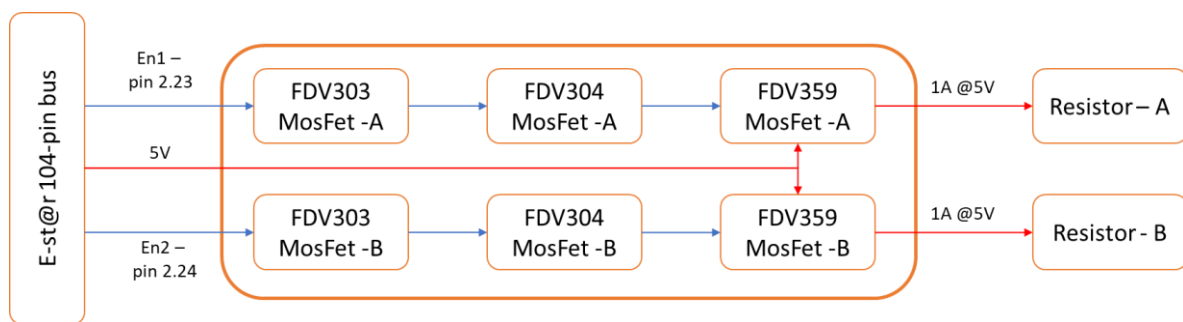 E-st@r 104-pin bus
En1 –
pin 2.23
5V
En2 –
pin 2.24
FDV303
MosFet -A
FDV304
MosFet -A
FDV359
MosFet -A
1A @5V
Resistor – A
FDV303
MosFet -B
FDV304
MosFet -B
FDV359
MosFet -B
1A @5V
Resistor - B